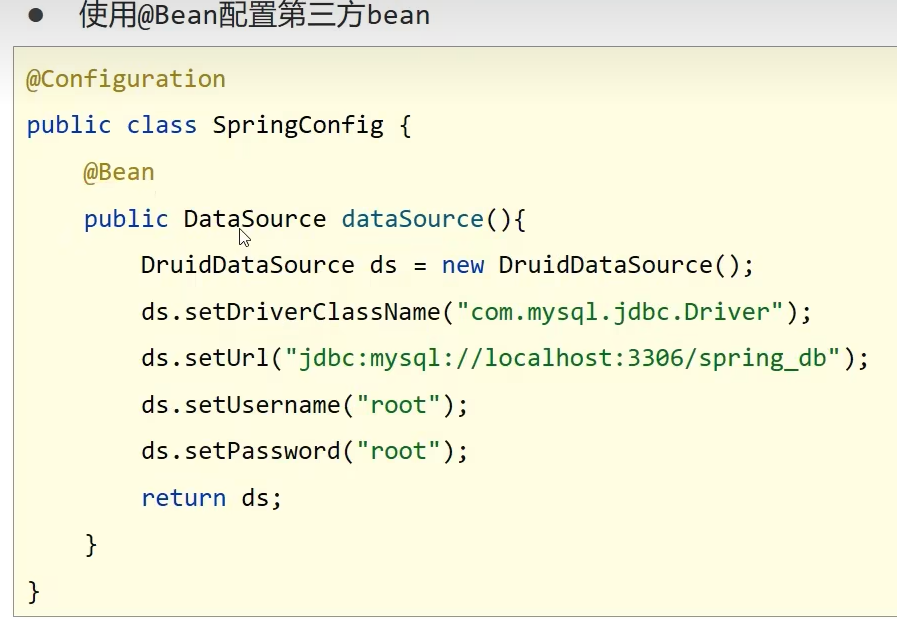 ● 使用@Bean配置第三方bean
@Configuration
public class SpringConfig {
    @Bean
    public DataSource dataSource(){
        DruidDataSource ds = new DruidDataSource();
        ds.setDriverClassName("com.mysql.jdbc.Driver");
        ds.setUrl("jdbc:mysql://localhost:3306/spring_db");
        ds.setUsername("root");
        ds.setPassword("root");
        return ds;
    }
}